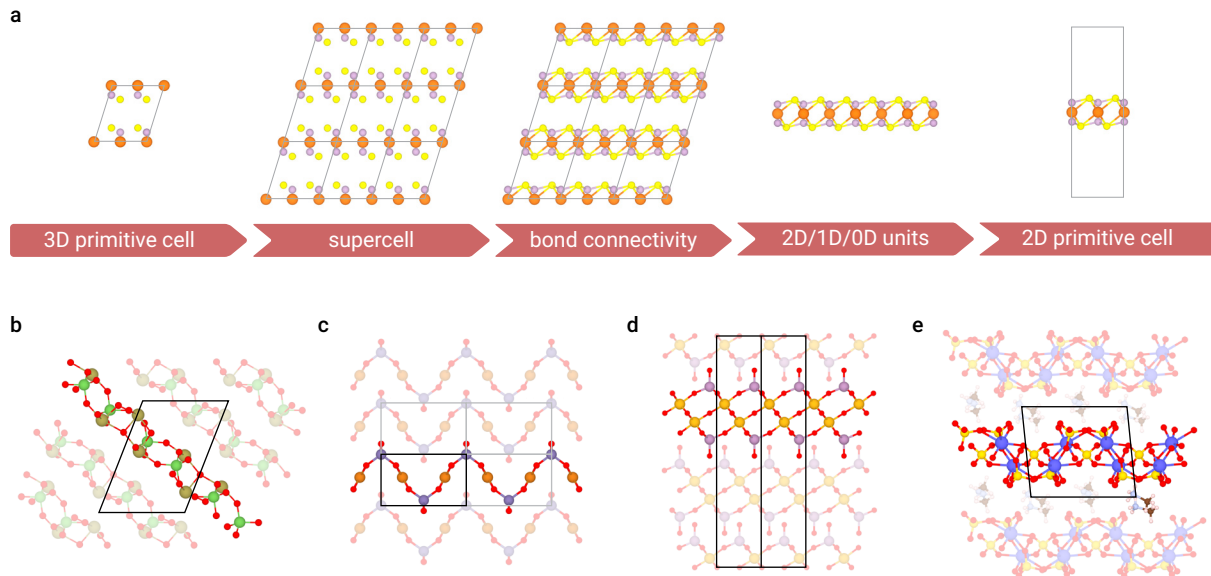 a
3D primitive cell
supercell
bond connectivity
2D/1D/0D units
2D primitive cell
b
c
d
e